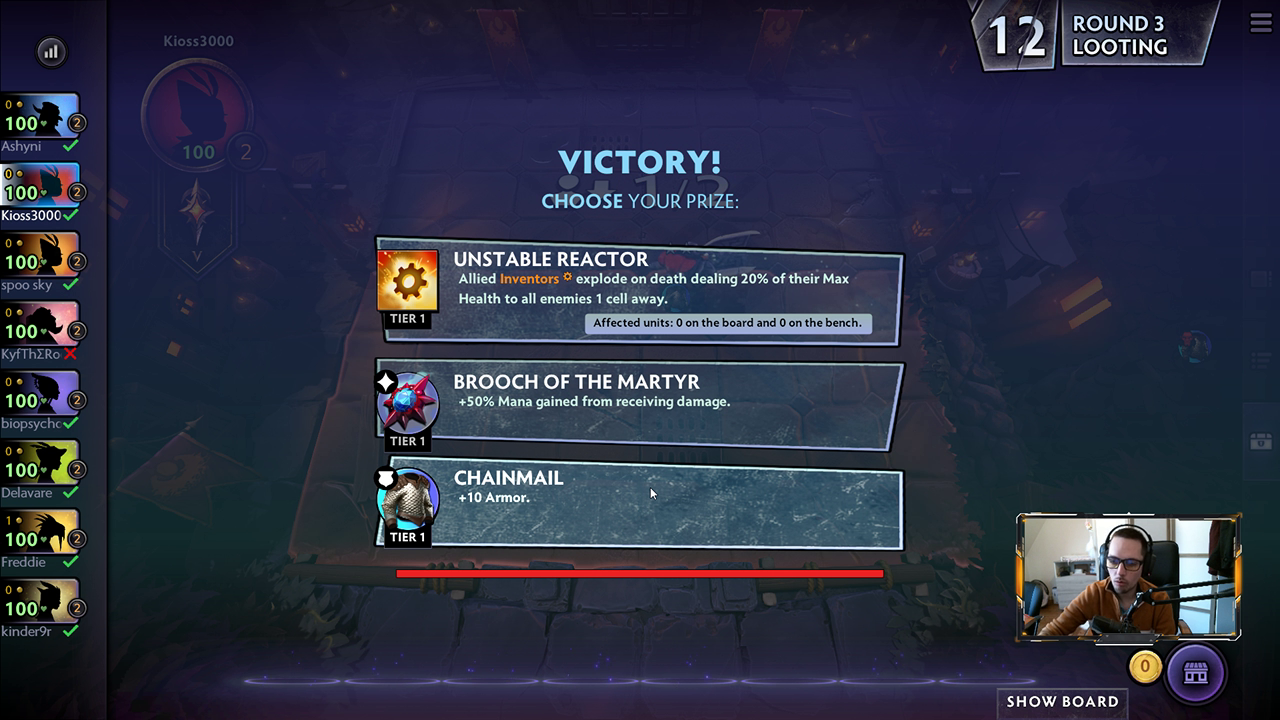 Kioss3000
100
2
12
ROUND 3
LOOTING
0
100
2
Ashyni
0
100
2
Kioss3000
0
100
2
spoo sky
0
100
2
KyfThΣRo
0
100
2
biopsycho
0
100
2
Delavare
1
100
2
Freddie
0
100
2
kinder9r
VICTORY!
CHOOSE YOUR PRIZE:
UNSTABLE REACTOR
Allied Inventors explode on death dealing 20% of their Max
Health to all enemies 1 cell away.
TIER 1
Affected units: 0 on the board and 0 on the bench.
BROOCH OF THE MARTYR
+50% Mana gained from receiving damage.
TIER 1
CHAINMAIL
+10 Armor.
TIER 1
0
SHOW BOARD